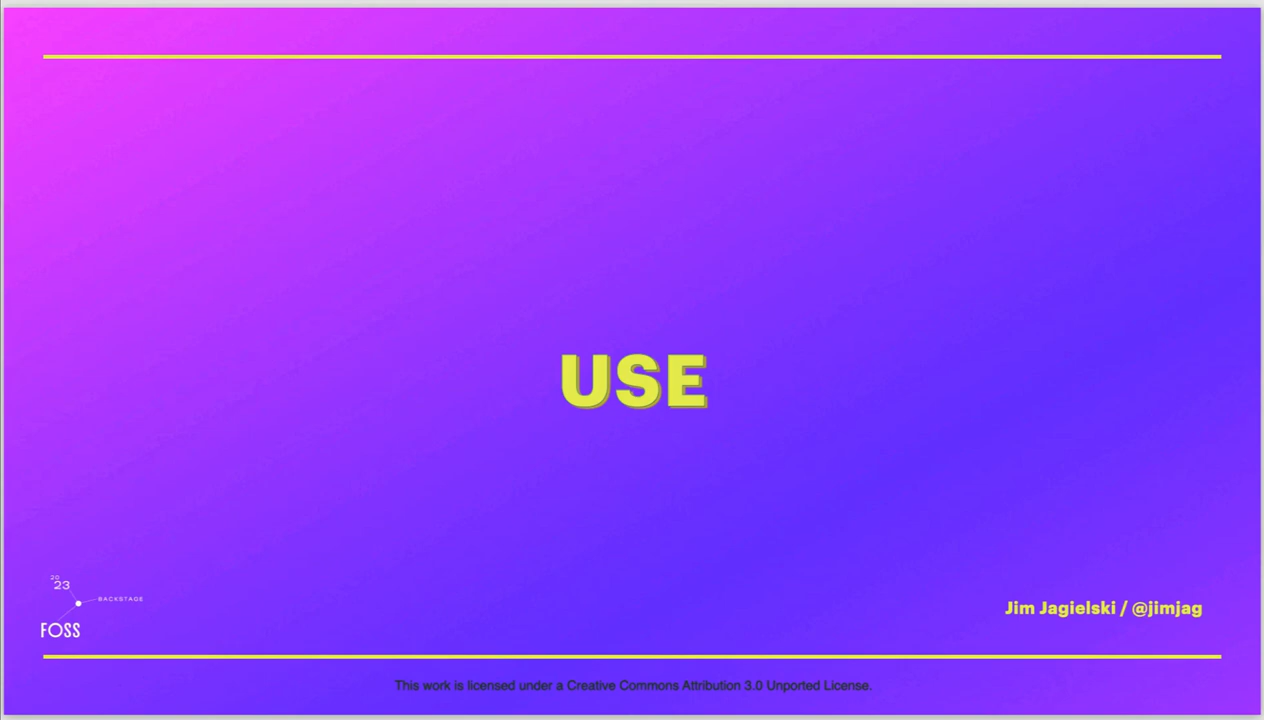 USE
20
23
BACKSTAGE
FOSS
Jim Jagielski / @jimjag
This work is licensed under a Creative Commons Attribution 3.0 Unported License.